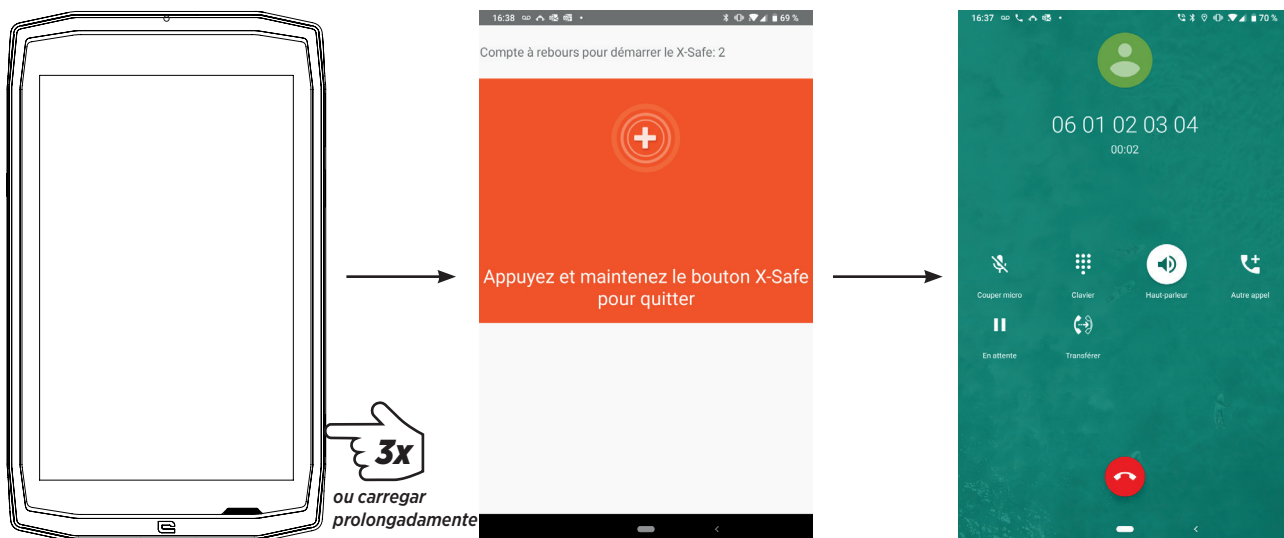 3x
ou carregar
prolongadamente
16:38
69 %
Compte à rebours pour démarrer le X-Safe: 2
Appuyez et maintenez le bouton X-Safe
pour quitter
16:37
70 %
06 01 02 03 04
00:02
Couper micro
Clavier
Haut-parleur
Autre appel
En attente
Transférer